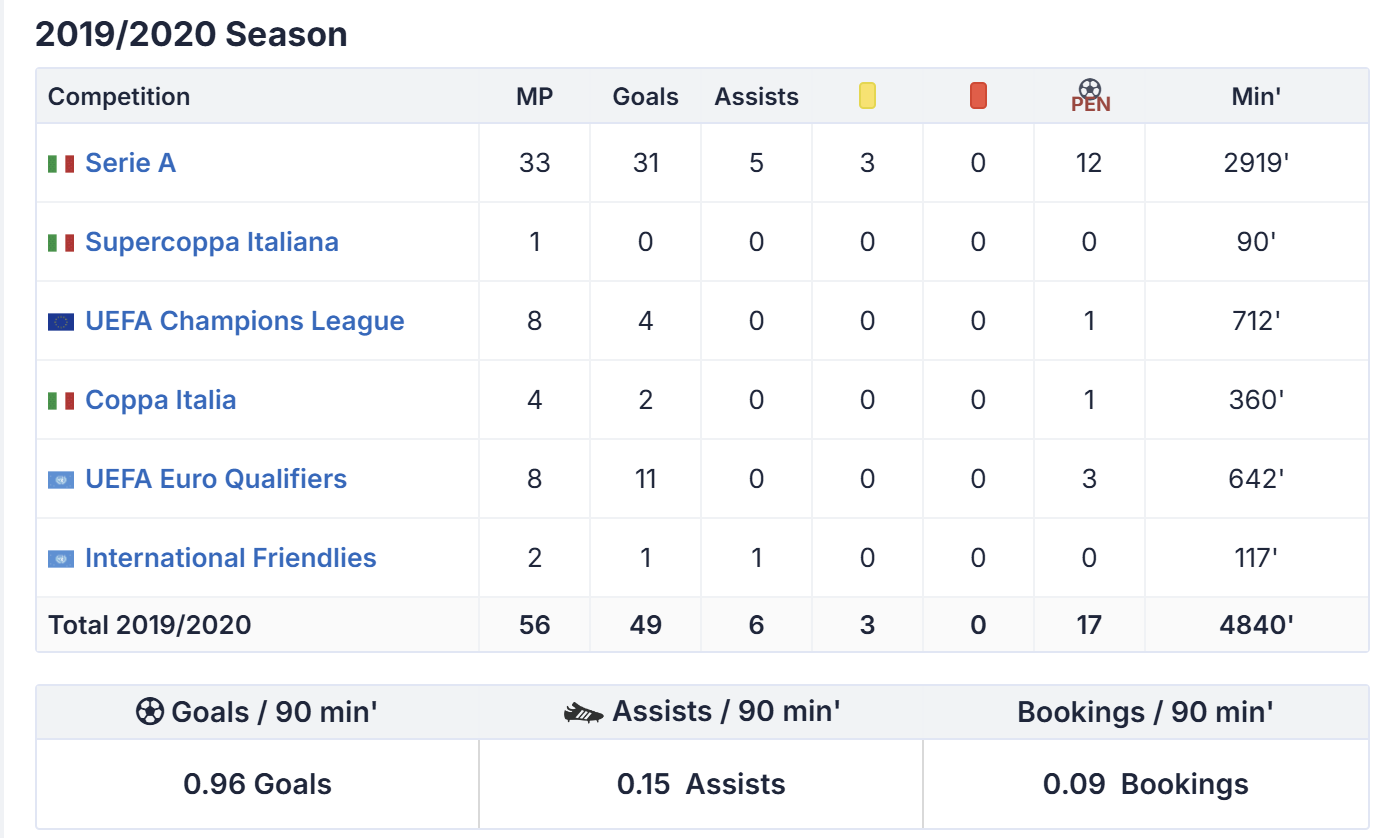 2019/2020 Season
Competition MP Goals Assists PEN Min'
Serie A 33 31 5 3 0 12 2919'
Supercoppa Italiana 1 0 0 0 0 0 90'
UEFA Champions League 8 4 0 0 0 1 712'
Coppa Italia 4 2 0 0 0 1 360'
UEFA Euro Qualifiers 8 11 0 0 0 3 642'
International Friendlies 2 1 1 0 0 0 117'
Total 2019/2020 56 49 6 3 0 17 4840'
Goals / 90 min' Assists / 90 min' Bookings / 90 min'
0.96 Goals 0.15 Assists 0.09 Bookings